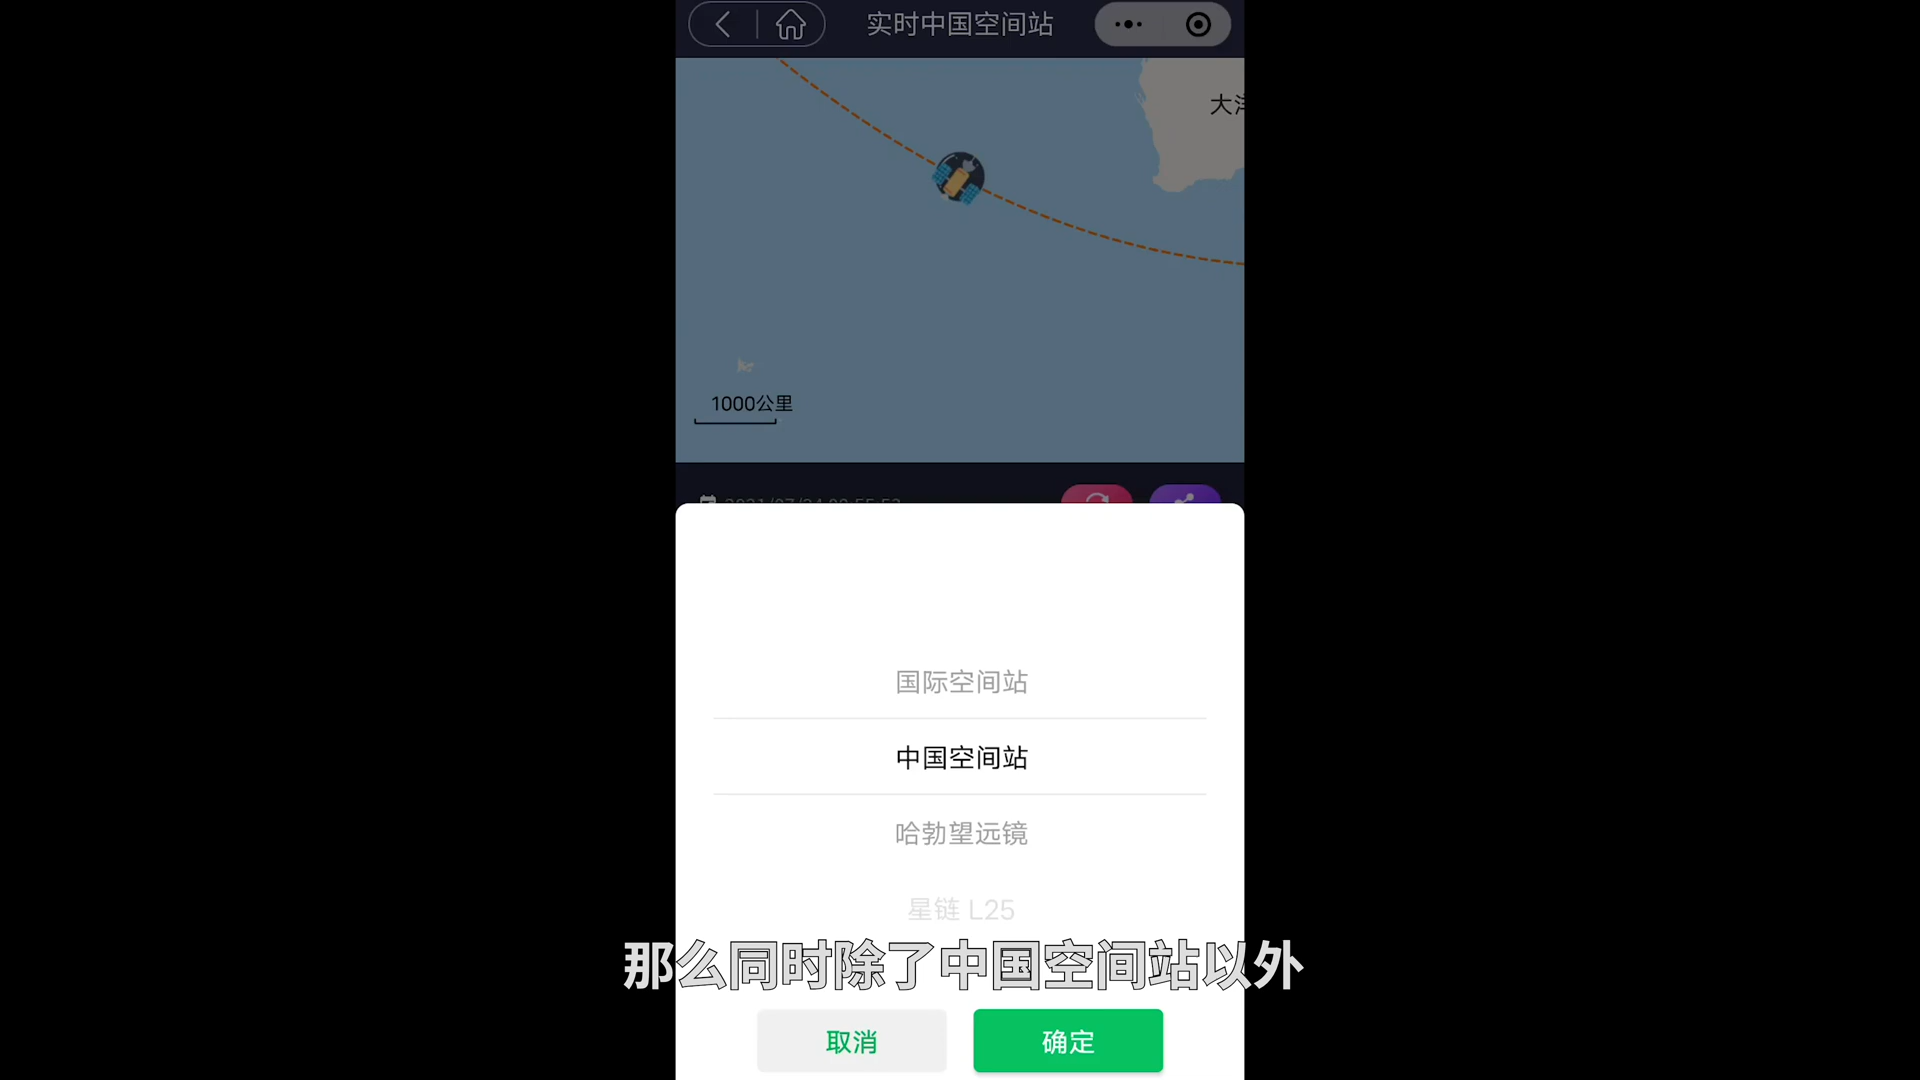 实时中国空间站
1000公里
国际空间站
中国空间站
哈勃望远镜
星链 L25
那么同时除了中国空间站以外
取消
确定